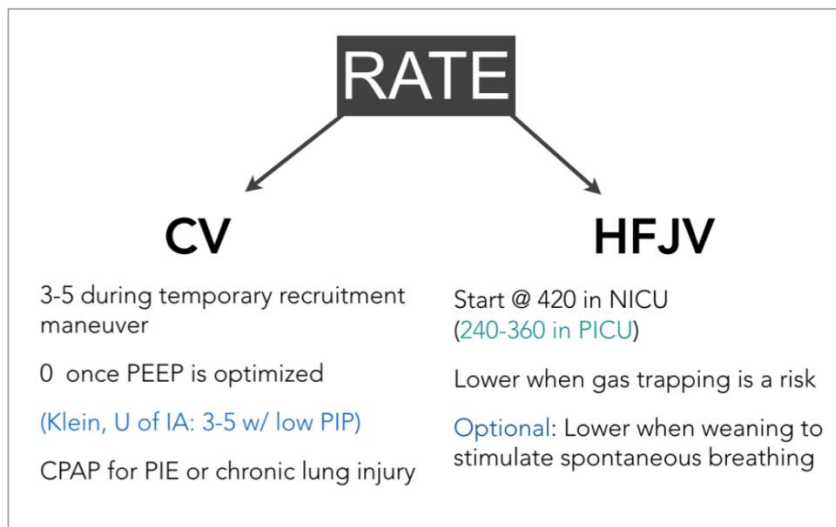 RATE
CV
3-5 during temporary recruitment
maneuver
0 once PEEP is optimized
(Klein, U of IA: 3-5 w/ low PIP)
CPAP for PIE or chronic lung injury
HFJV
Start @ 420 in NICU
(240-360 in PICU)
Lower when gas trapping is a risk
Optional: Lower when weaning to
stimulate spontaneous breathing